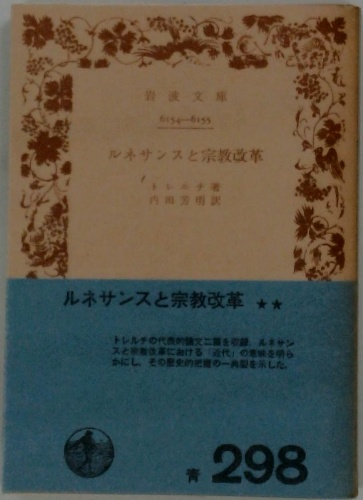 岩波文庫
6154—6155
ルネサンスと宗教改革
トレルチ著
内田芳明訳
ルネサンスと宗教改革 ★★
トレルチの代表的論文二篇を収録．ルネサン
スと宗教改革における「近代」の意味を明ら
かにし，その歴史的把握の一典型を示した．
青 298